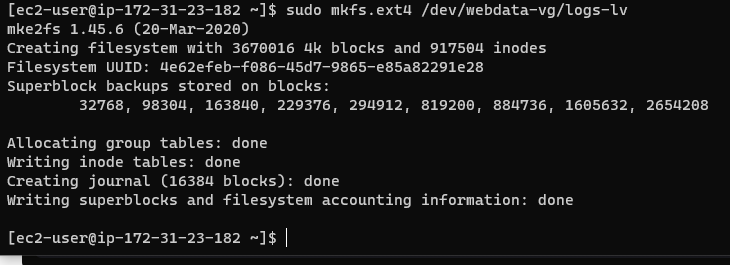 [ec2-user@ip-172-31-23-182 ~]$ sudo mkfs.ext4 /dev/webdata-vg/logs-lv
mke2fs 1.45.6 (20-Mar-2020)
Creating filesystem with 3670016 4k blocks and 917504 inodes
Filesystem UUID: 4e62efeb-f086-45d7-9865-e85a82291e28
Superblock backups stored on blocks:
        32768, 98304, 163840, 229376, 294912, 819200, 884736, 1605632, 2654208

Allocating group tables: done
Writing inode tables: done
Creating journal (16384 blocks): done
Writing superblocks and filesystem accounting information: done

[ec2-user@ip-172-31-23-182 ~]$